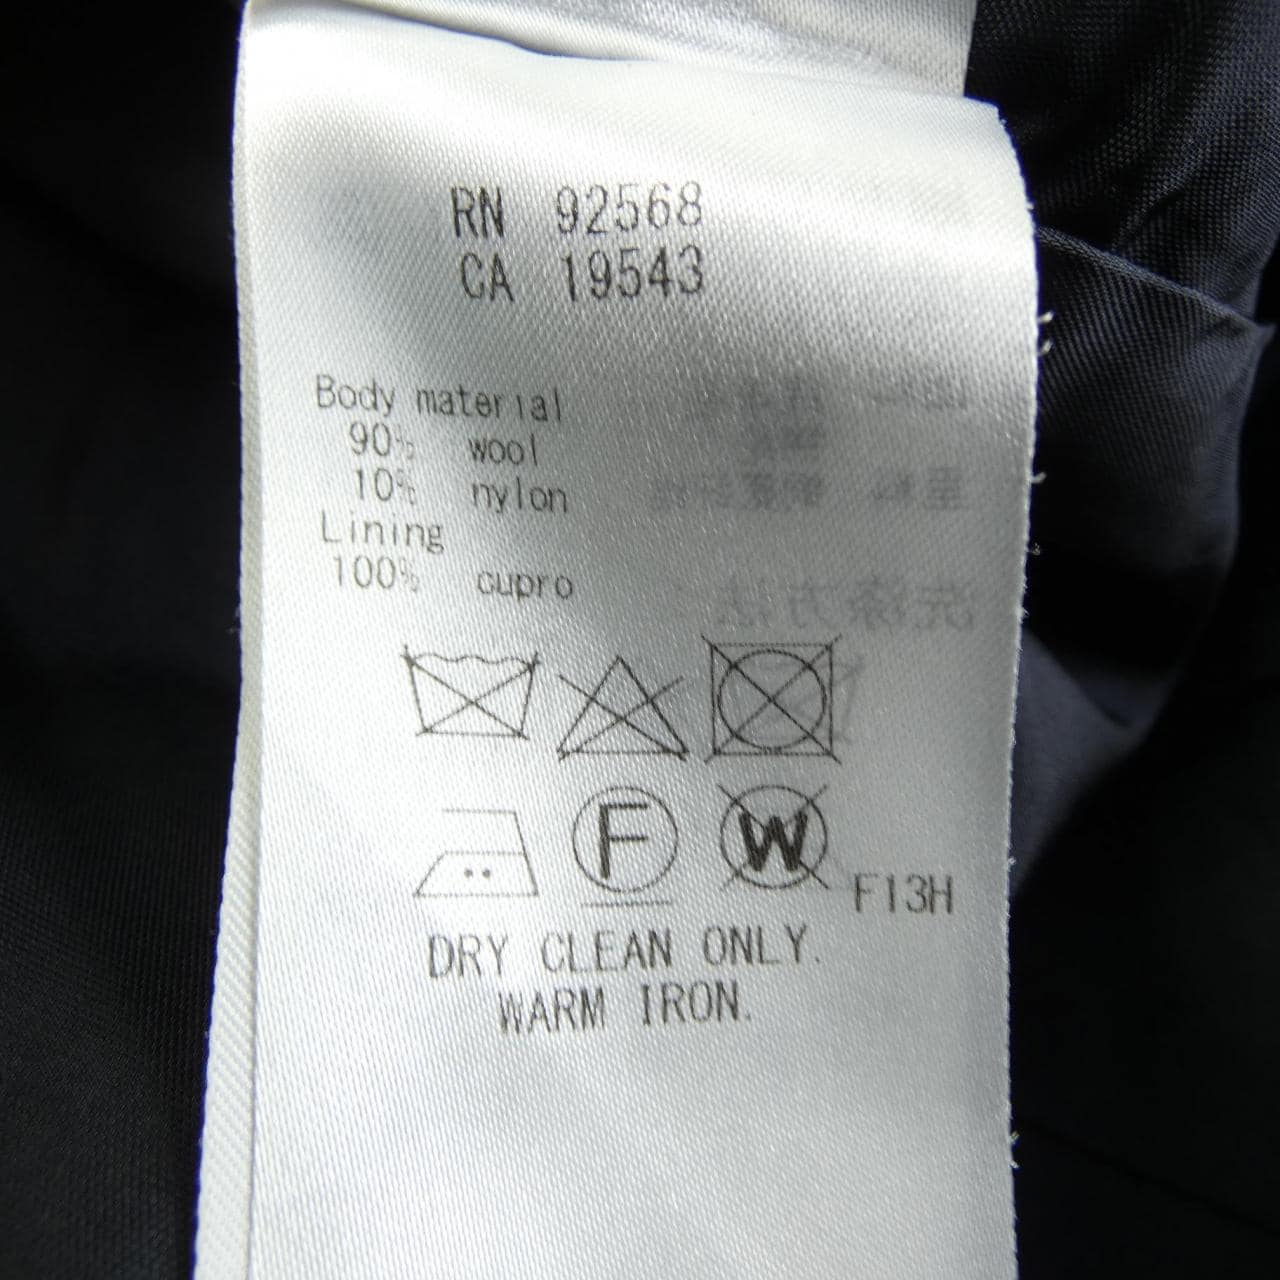 RN 92568
CA 19543
Body material
90% wool
10% nylon
Lining
100% cupro
F
W
F13H
DRY CLEAN ONLY.
WARM IRON.